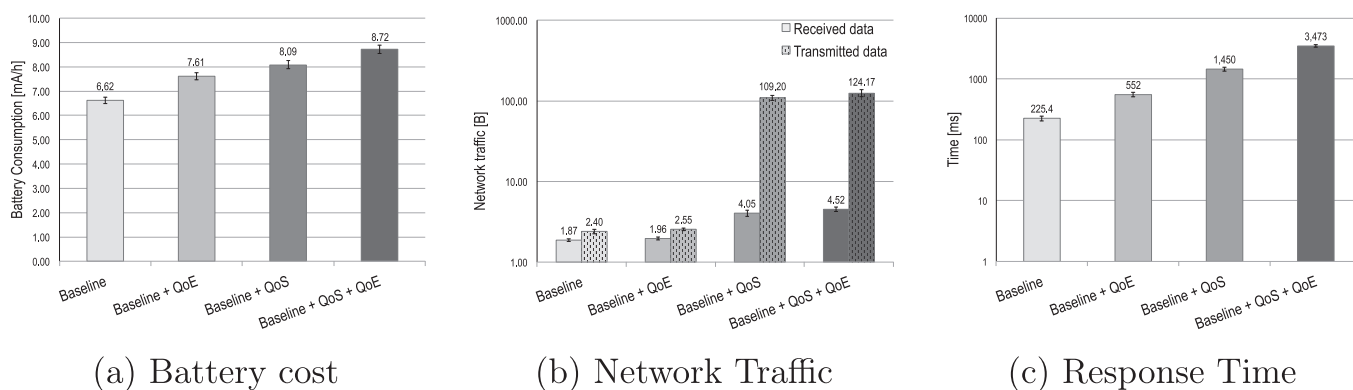 10.00
9.00
8.00
7.00
6.00
5.00
4.00
3.00
2.00
1.00
0.00
Battery Consumption [mA/h]
6,62
7.61
8,09
8.72
Baseline
Baseline + QoE
Baseline + QoS
Baseline + QoS + QoE
(a) Battery cost
1000.00
100.00
10.00
1.00
Network traffic [B]
Received data
Transmitted data
1.87
2.40
1.96
2.55
4.05
109.20
4.52
124.17
Baseline
Baseline + QoE
Baseline + QoS
Baseline + QoS + QoE
(b) Network Traffic
10000
1000
100
10
1
Time [ms]
225.4
552
1,450
3,473
Baseline
Baseline + QoE
Baseline + QoS
Baseline + QoS + QoE
(c) Response Time